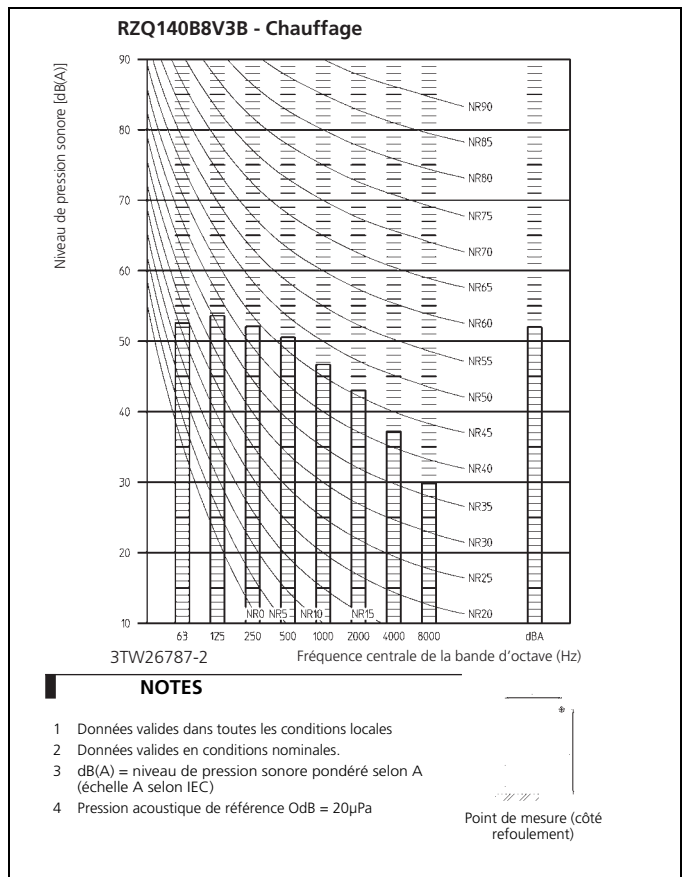 RZQ140B8V3B - Chauffage
Niveau de pression sonore [dB(A)]
90
80
70
60
50
40
30
20
10
NR90
NR85
NR80
NR75
NR70
NR65
NR60
NR55
NR50
NR45
NR40
NR35
NR30
NR25
NR20
NR0 NR5 NR10 NR15
63 125 250 500 1000 2000 4000 8000 dBA
3TW26787-2
Fréquence centrale de la bande d'octave (Hz)
NOTES
1 Données valides dans toutes les conditions locales
2 Données valides en conditions nominales.
3 dB(A) = niveau de pression sonore pondéré selon A
(échelle A selon IEC)
4 Pression acoustique de référence OdB = 20µPa
Point de mesure (côté
refoulement)